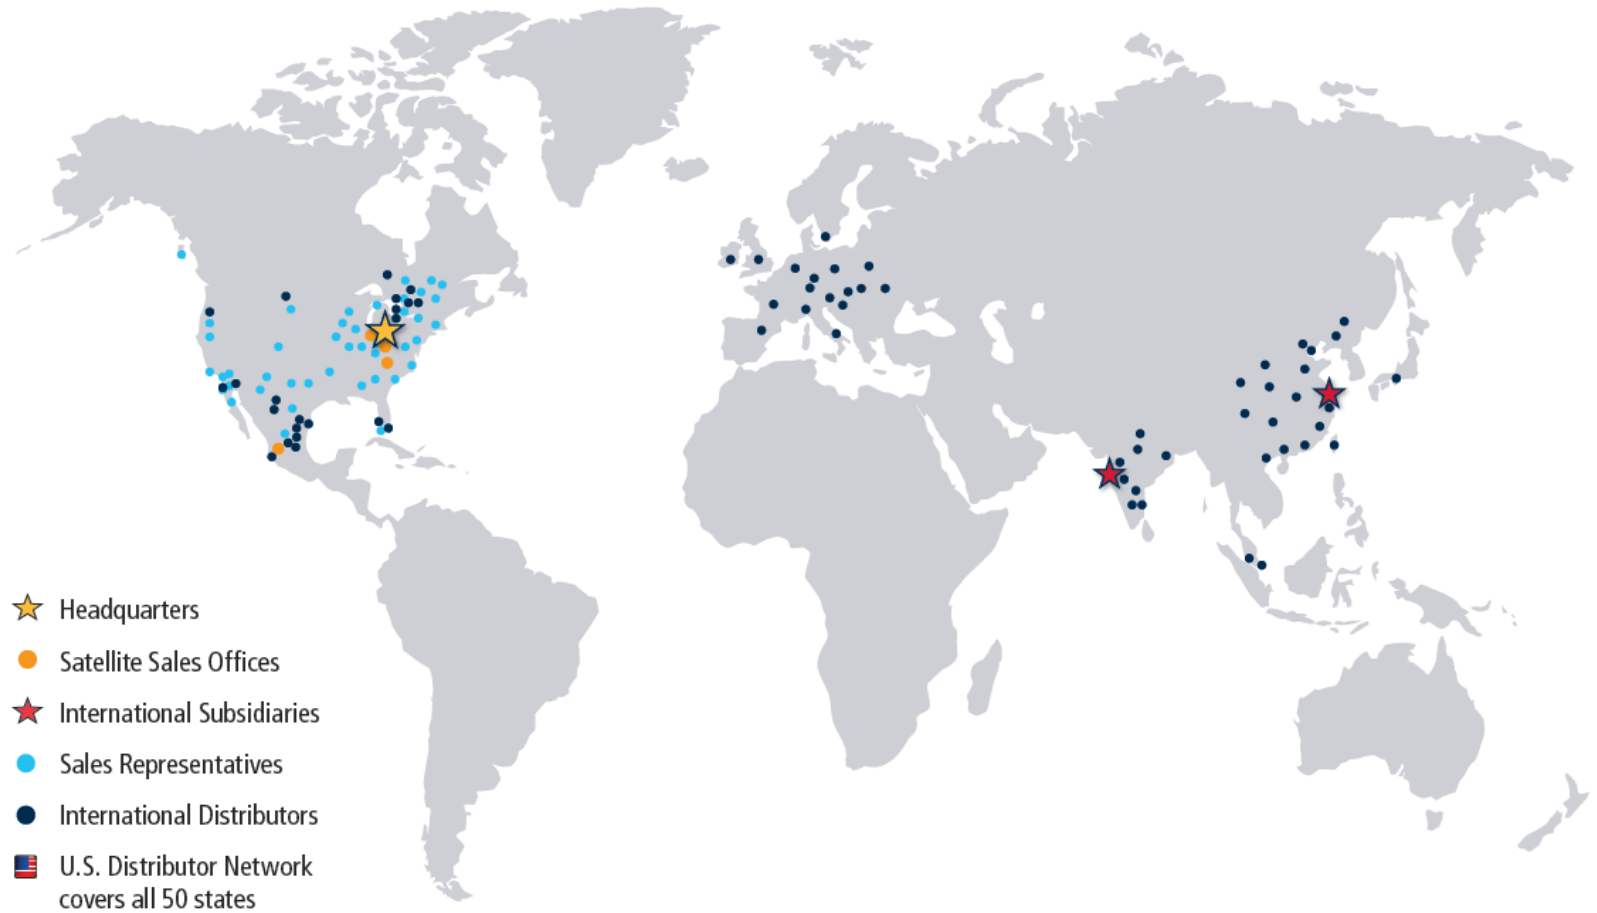 Headquarters
Satellite Sales Offices
International Subsidiaries
Sales Representatives
International Distributors
U.S. Distributor Network
covers all 50 states